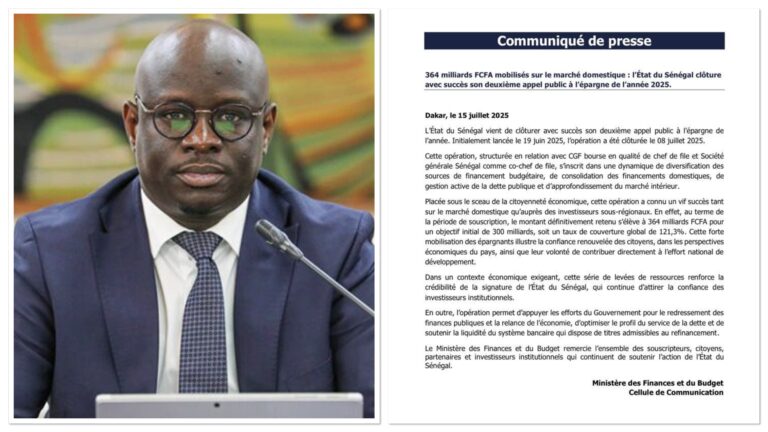 Communiqué de presse
364 milliards FCFA mobilisés sur le marché domestique : l’État du Sénégal clôture
avec succès son deuxième appel public à l’épargne de l’année 2025.
Dakar, le 15 juillet 2025
L’État du Sénégal vient de clôturer avec succès son deuxième appel public à l’épargne de
l’année. Initialement lancée le 19 juin 2025, l’opération a été clôturée le 08 juillet 2025.
Cette opération, structurée en relation avec CGF bourse en qualité de chef de file et Société
générale Sénégal comme co-chef de file, s’inscrit dans une dynamique de diversification des
sources de financement budgétaire, de consolidation des financements domestiques, de
gestion active de la dette publique et d’approfondissement du marché intérieur.
Placée sous le sceau de la citoyenneté économique, cette opération a connu un vif succès tant
sur le marché domestique qu’auprès des investisseurs sous-régionaux. En effet, au terme de
la période de souscription, le montant définitivement retenu s’élève à 364 milliards FCFA pour
un objectif initial de 300 milliards, soit un taux de couverture global de 121,3%. Cette forte
mobilisation des épargnants illustre la confiance renouvelée des citoyens, dans les perspectives
économiques du pays, ainsi que leur volonté de contribuer directement à l’effort national de
développement.
Dans un contexte économique exigeant, cette série de levées de ressources renforce la
crédibilité de la signature de l’État du Sénégal, qui continue d’attirer la confiance des
investisseurs institutionnels.
En outre, l’opération permet d’appuyer les efforts du Gouvernement pour le redressement des
finances publiques et la relance de l’économie, d’optimiser le profil du service de la dette et de
soutenir la liquidité du système bancaire qui dispose de titres admissibles au refinancement.
Le Ministère des Finances et du Budget remercie l’ensemble des souscripteurs, citoyens,
partenaires et investisseurs institutionnels qui continuent de soutenir l’action de l’État du
Sénégal.
Ministère des Finances et du Budget
Cellule de Communication